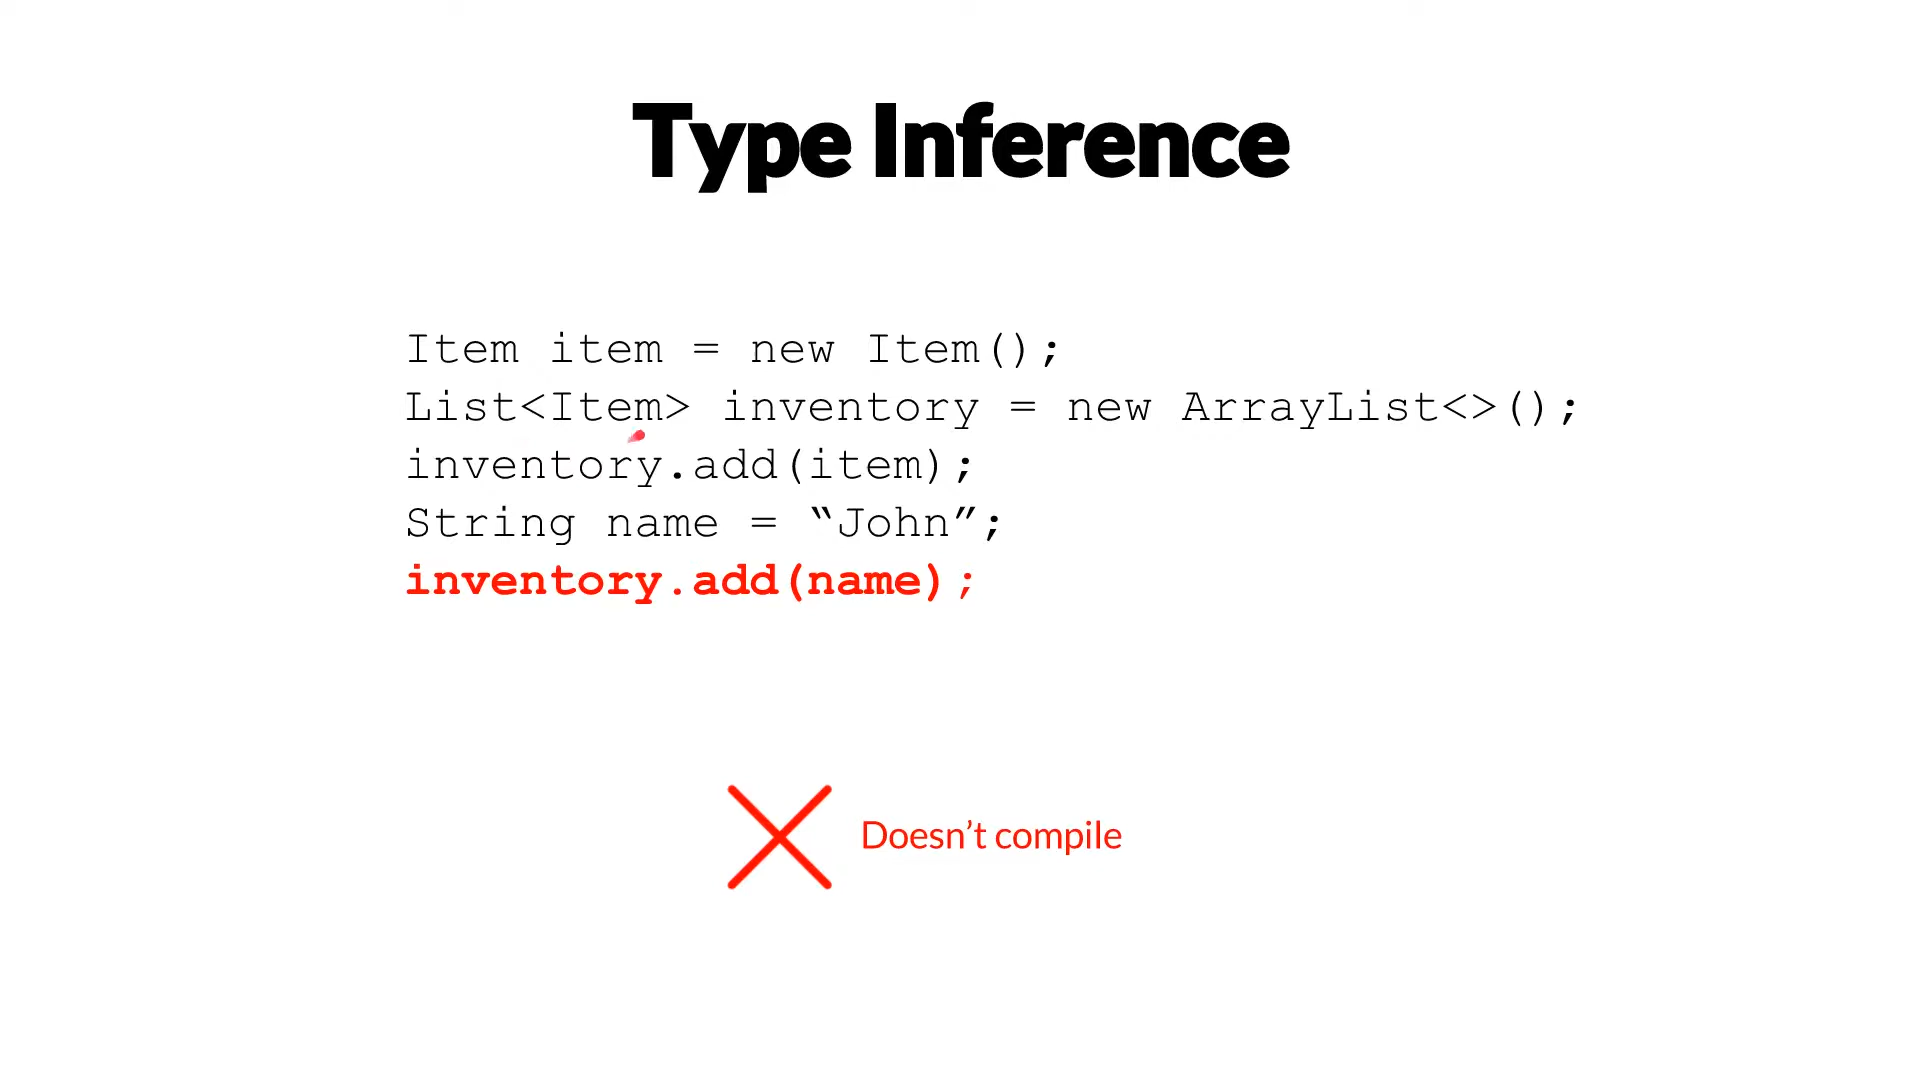 Type Inference
Item item = new Item();
List<Item> inventory = new ArrayList<>();
inventory.add(item);
String name = “John”;
inventory.add(name);
Doesn’t compile